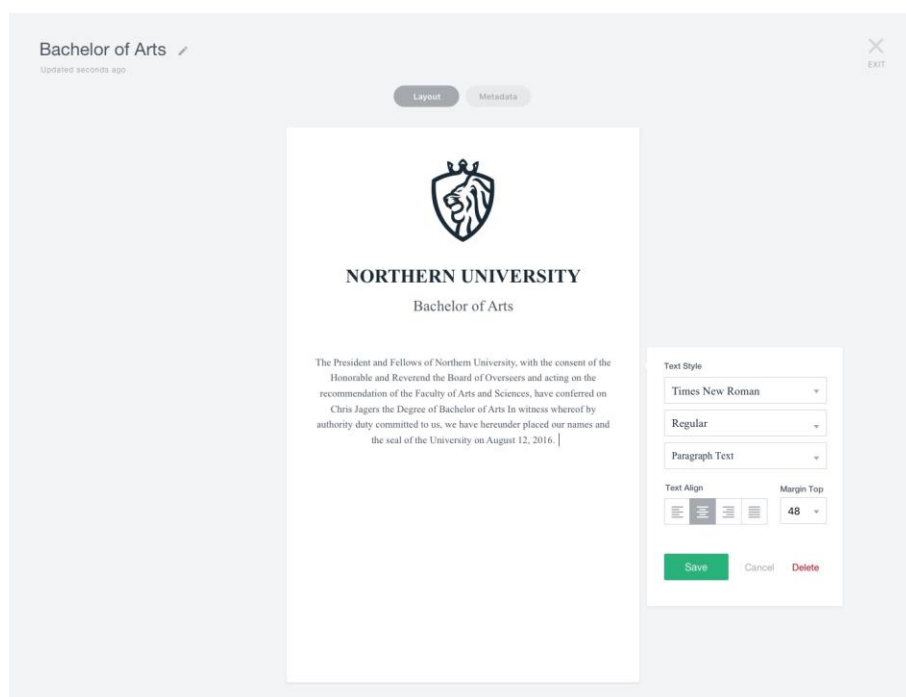 Bachelor of Arts
Updated seconds ago
EXIT
Layout Metadata
NORTHERN UNIVERSITY
Bachelor of Arts
The President and Fellows of Northern University, with the consent of the
Honorable and Reverend the Board of Overseers and acting on the
recommendation of the Faculty of Arts and Sciences, have conferred on
Chris Jagers the Degree of Bachelor of Arts In witness whereof by
authority duty committed to us, we have hereunder placed our names and
the seal of the University on August 12, 2016.
Text Style
Times New Roman
Regular
Paragraph Text
Text Align Margin Top
48
Save Cancel Delete